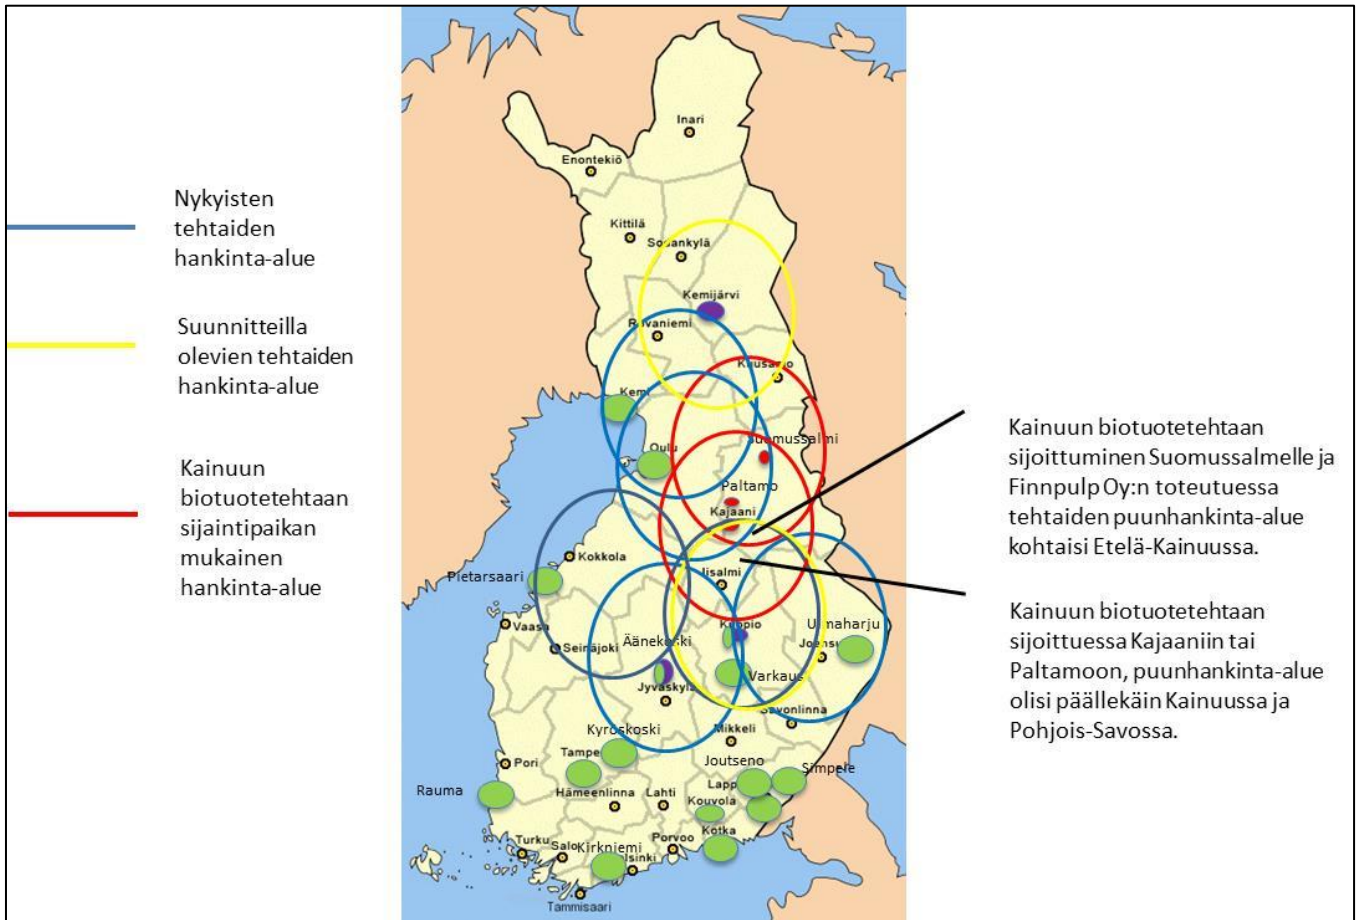 Nykyisten
tehtaiden
hankinta-alue
Suunnitteilla
olevien tehtaiden
hankinta-alue
Kainuun
biotuotetehtaan
sijaintipaikan
mukainen
hankinta-alue
Inari
Enontekiö
Kittilä
Sodankylä
Kemijärvi
Rovaniemi
Kuusamo
Kemi
Suomussalmi
Oulu
Paltamo
Kajaani
Kokkola
Pietarsaari
Iisalmi
Vaasa
Kuopio
Uimaharju
Seinäjoki
Äänekoski
Joensuu
Varkaus
Jyväskylä
Savonlinna
Mikkeli
Kyröskoski
Tampe
Joutseno
Simpele
Pori
Lapp
Rauma
Hämeenlinna
Lahti
Kouvola
Kotka
Turku
Salo
Kirkniemi
Porvoo
lsinki
Tammisaari
Kainuun biotuotetehtaan
sijoittuminen Suomussalmelle ja
Finnpulp Oy:n toteutuessa
tehtaiden puunhankinta-alue
kohtaisi Etelä-Kainuussa.
Kainuun biotuotetehtaan
sijoittuessa Kajaaniin tai
Paltamoon, puunhankinta-alue
olisi päällekäin Kainuussa ja
Pohjois-Savossa.